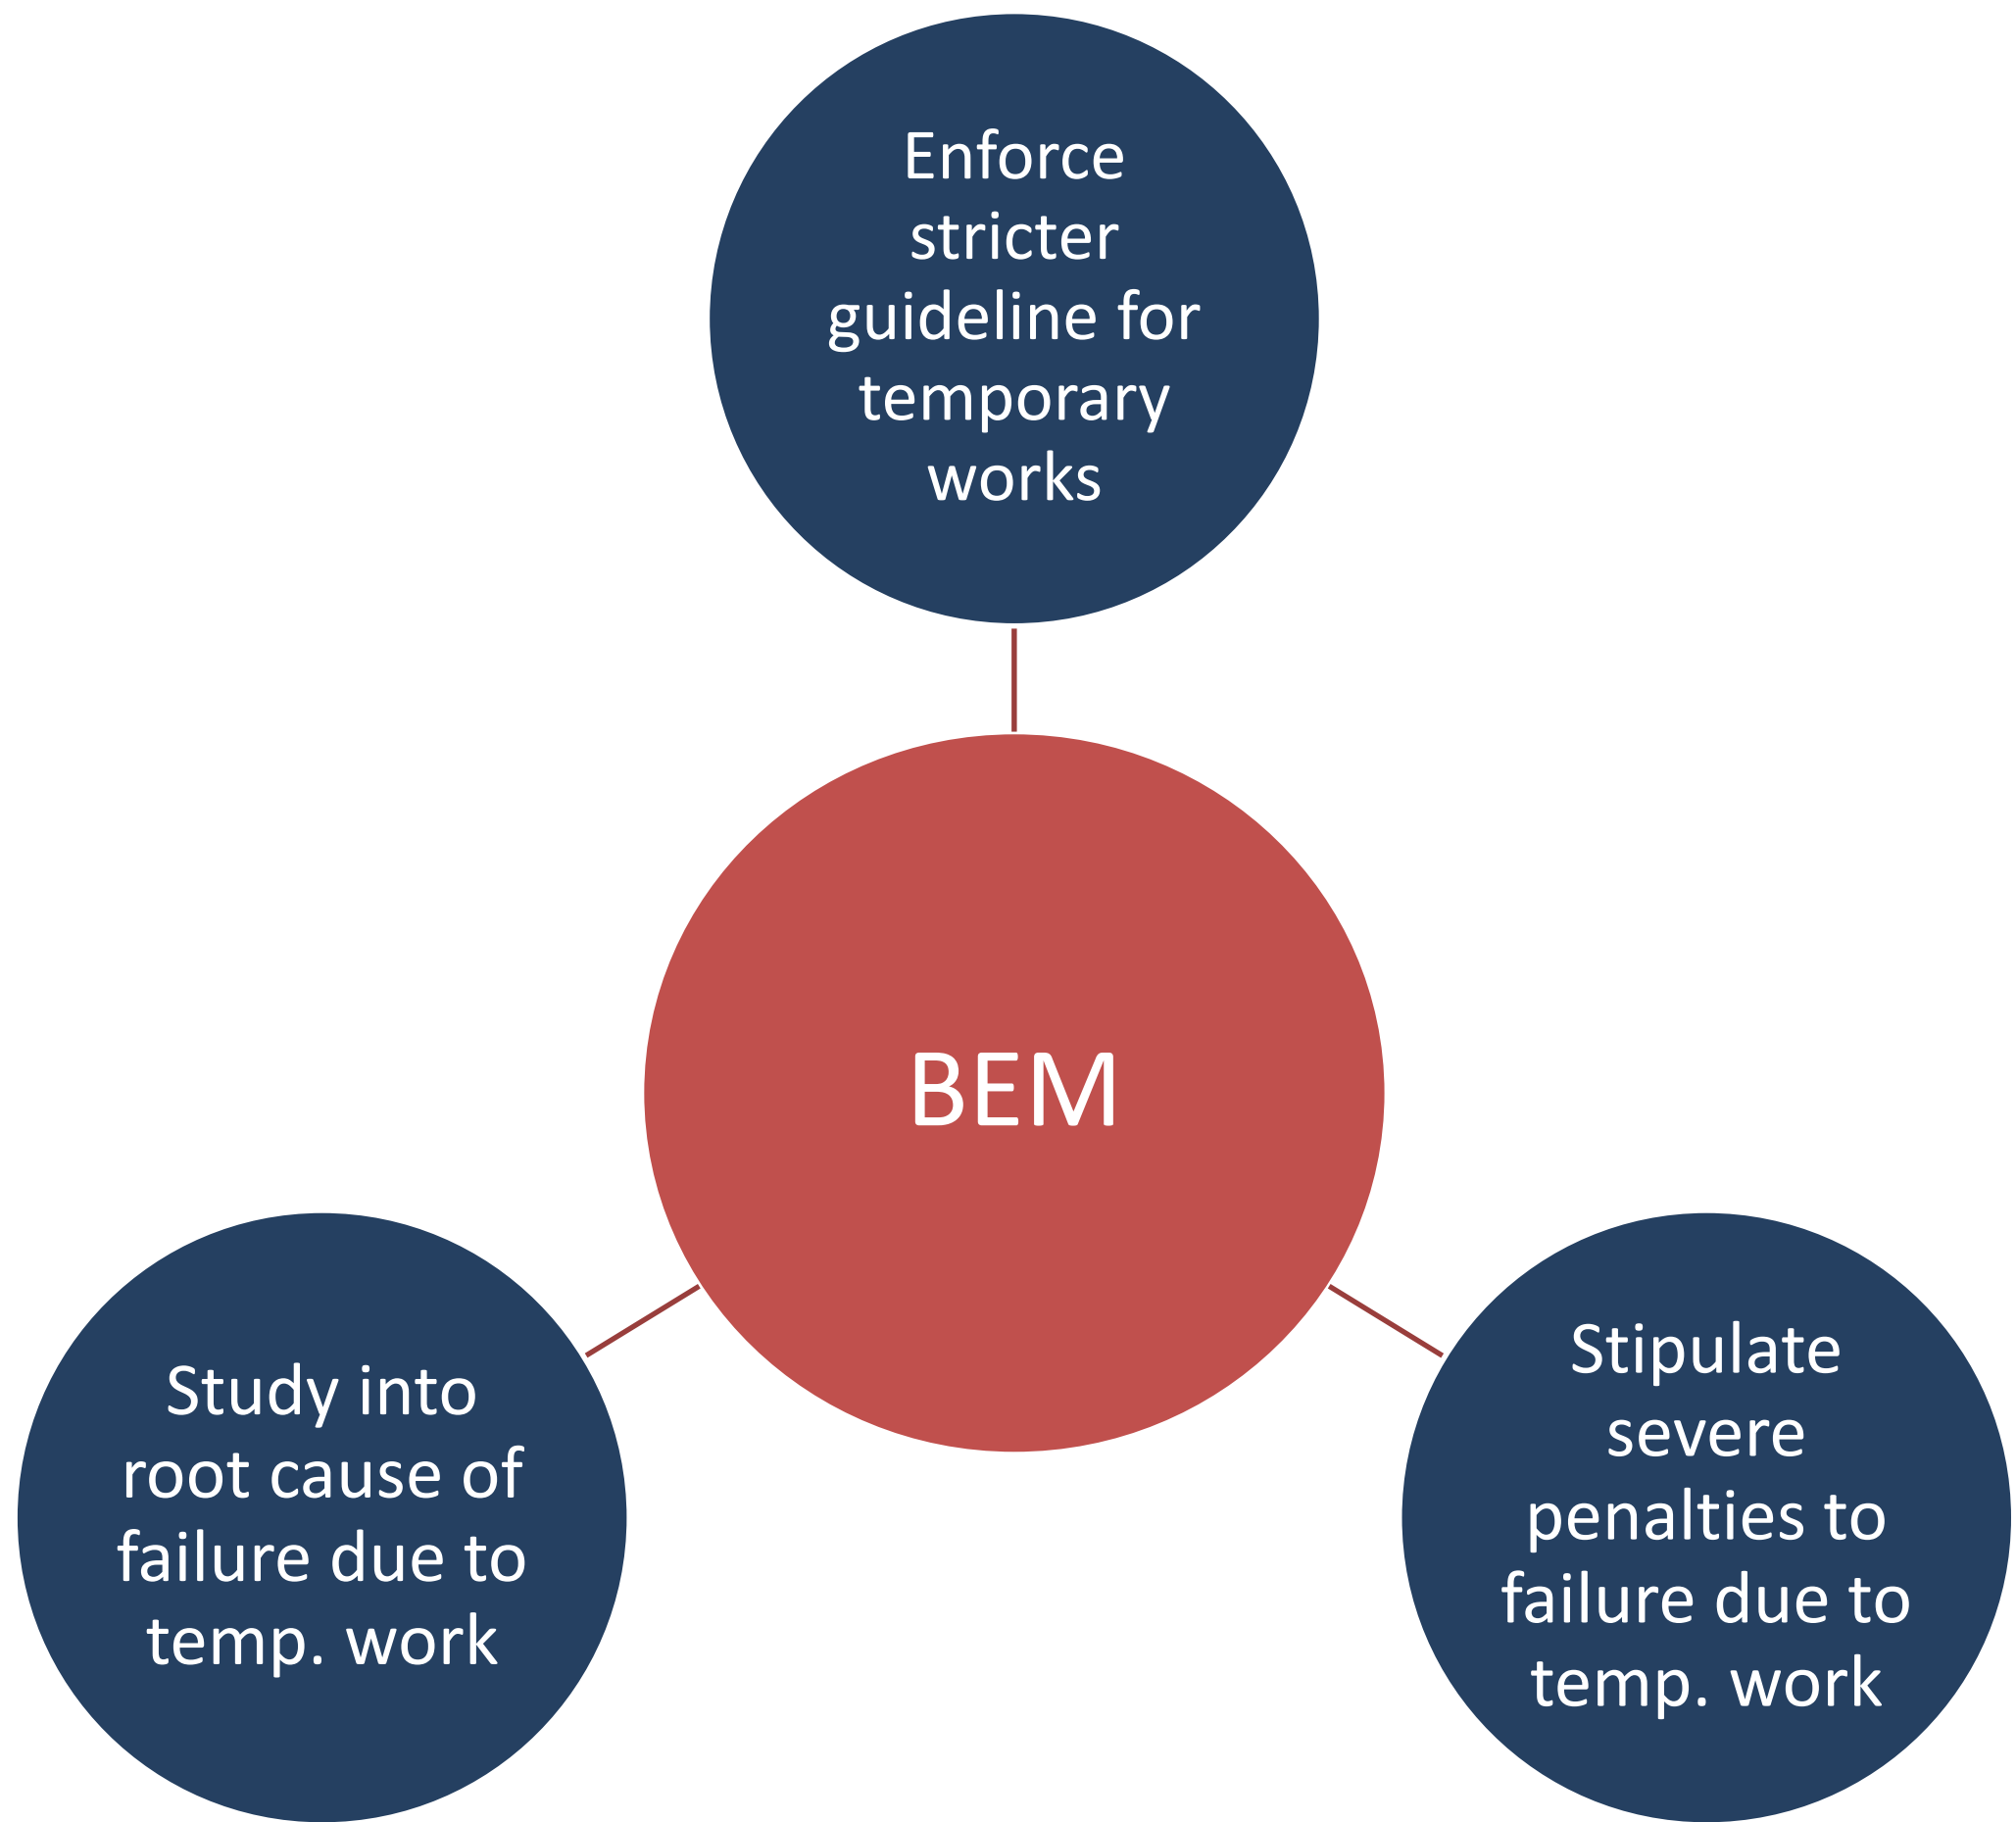 Enforce
stricter
guideline for
temporary
works
BEM
Study into
root cause of
failure due to
temp. work
Stipulate
severe
penalties to
failure due to
temp. work